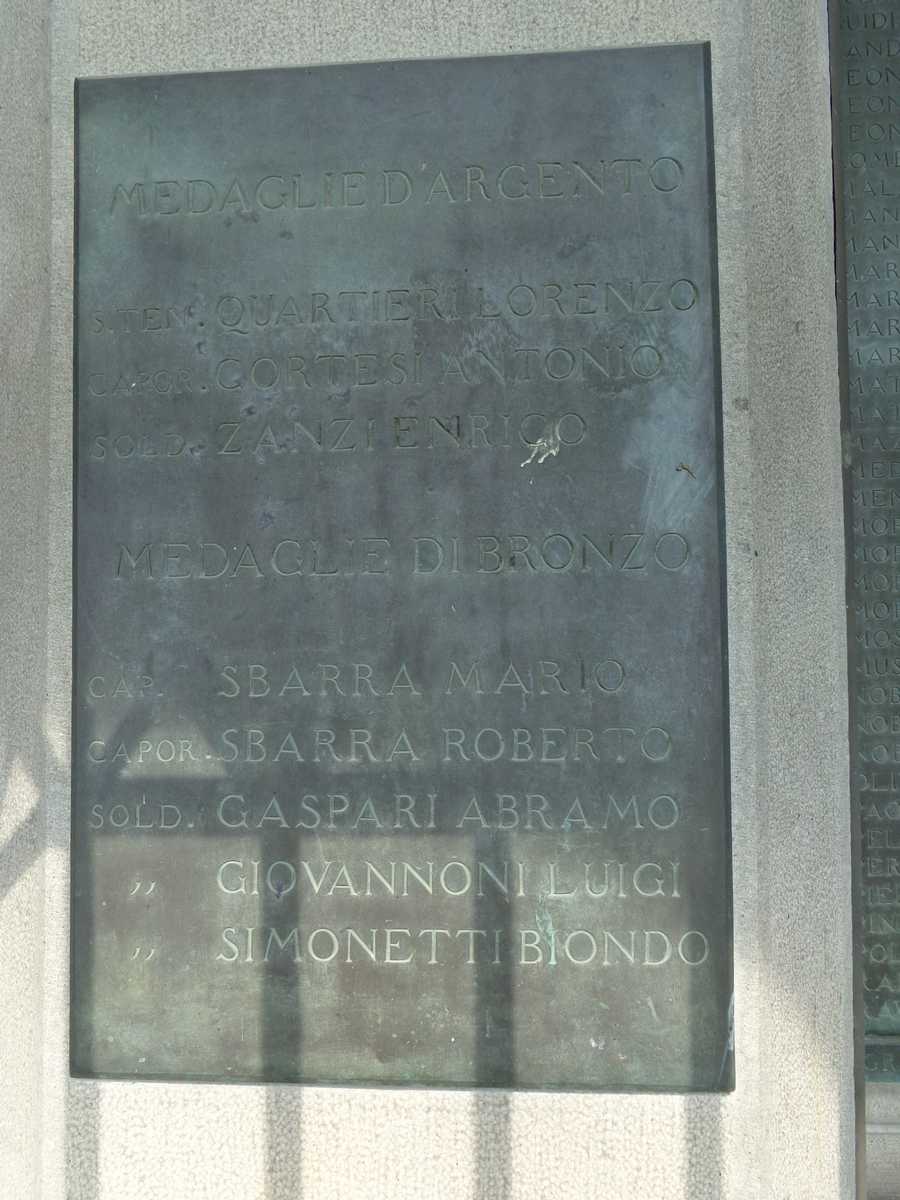 MEDAGLIE D'ARGENTO
S.TEN. QUARTIERI LORENZO
CAPOR. CORTESI ANTONIO
SOLD. ZANZI ENRICO
MEDAGLIE DI BRONZO
CAP. SBARRA MARIO
CAPOR. SBARRA ROBERTO
SOLD. GASPARI ABRAMO
,, GIOVANNONI LUIGI
,, SIMONETTI BIONDO